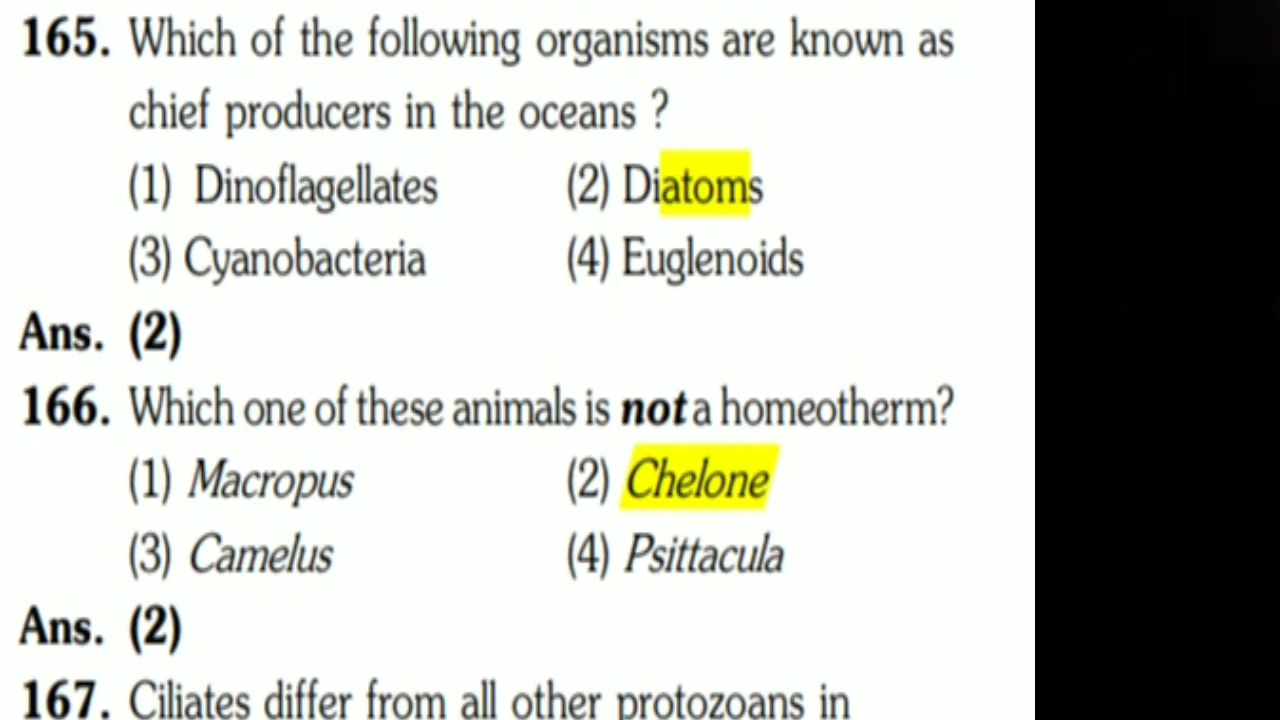 165. Which of the following organisms are known as
chief producers in the oceans ?
(1) Dinoflagellates (2) Diatoms
(3) Cyanobacteria (4) Euglenoids
Ans. (2)
166. Which one of these animals is not a homeotherm?
(1) Macropus (2) Chelone
(3) Camelus (4) Psittacula
Ans. (2)
167. Ciliates differ from all other protozoans in